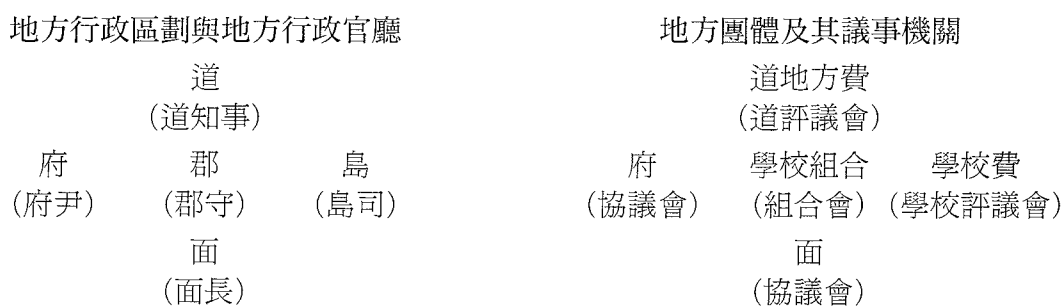 地方行政區劃與地方行政官廳
道
(道知事)
府 郡 島
(府尹) (郡守) (島司)
面
(面長)
地方團體及其議事機關
道地方費
(道評議會)
府 學校組合 學校費
(協議會) (組合會) (學校評議會)
面
(協議會)